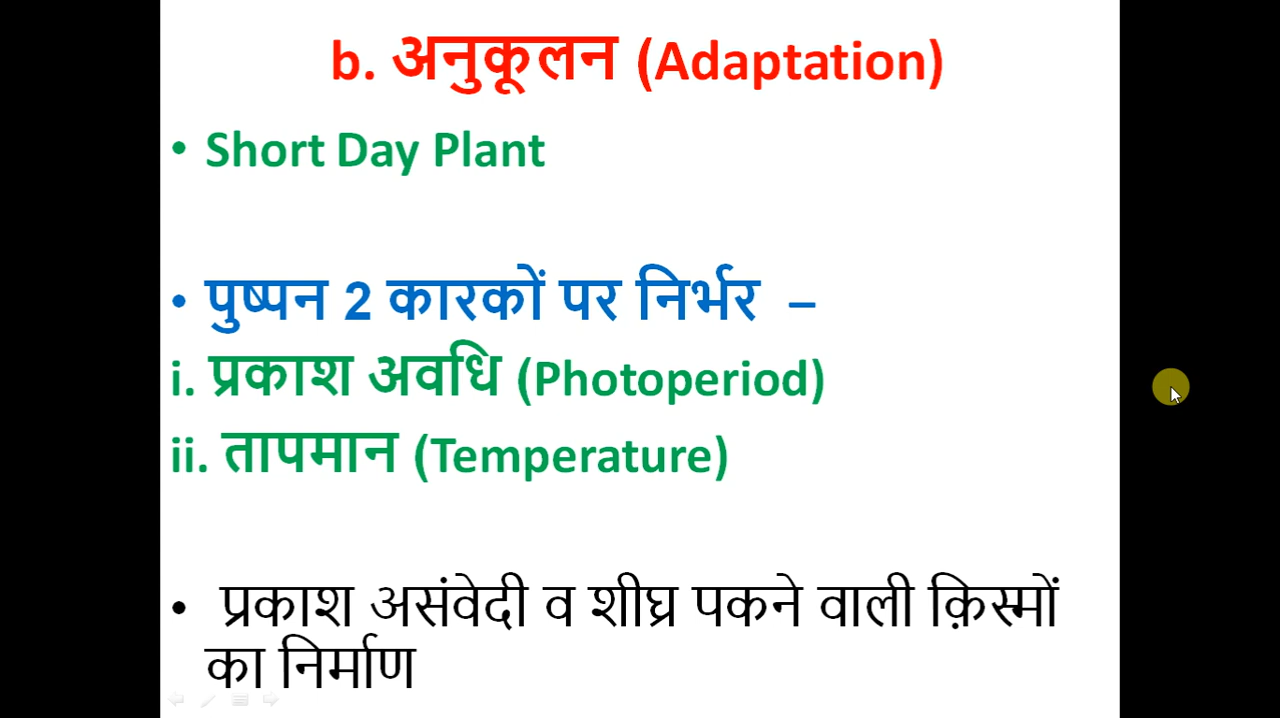 b. अनुकूलन (Adaptation)
• Short Day Plant
• पुष्पन 2 कारकों पर निर्भर –
i. प्रकाश अवधि (Photoperiod)
ii. तापमान (Temperature)
• प्रकाश असंवेदी व शीघ्र पकने वाली क़िस्मों
का निर्माण